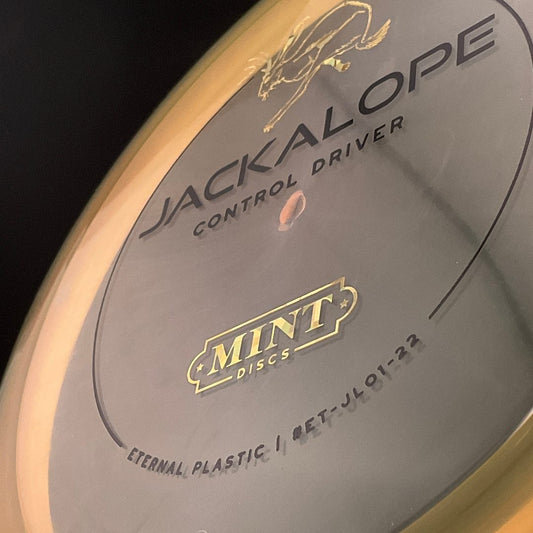 JACKALOPE
CONTROL DRIVER
MINT
DISCS
ETERNAL PLASTIC | #ET-JL01-22